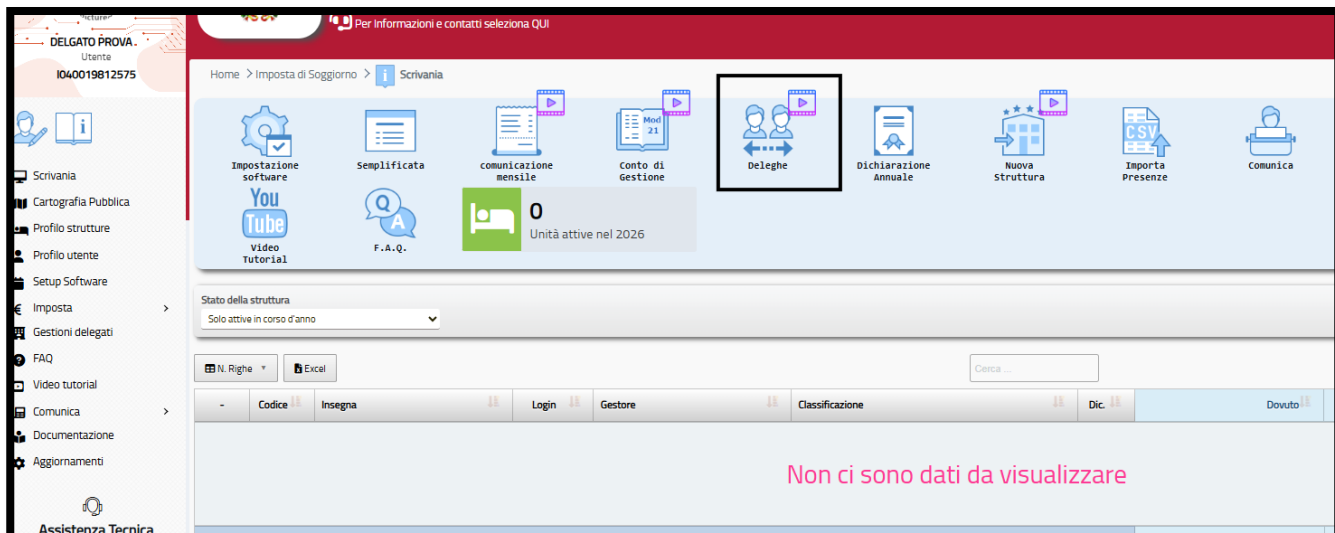 DELGATO PROVA
Utente
I040019812575
Per Informazioni e contatti seleziona QUI
Home > Imposta di Soggiorno > Scrivania
Impostazione software
Semplificata
comunicazione mensile
Mod 21
Conto di Gestione
Deleghe
Dichiarazione Annuale
Nuova Struttura
CSV
Importa Presenze
Comunica
You Tube
Video Tutorial
Q A
F.A.Q.
0
Unità attive nel 2026
Scrivania
Cartografia Pubblica
Profilo strutture
Profilo utente
Setup Software
Imposta
Gestioni delegati
FAQ
Video tutorial
Comunica
Documentazione
Aggiornamenti
Assistenza Tecnica
Stato della struttura
Solo attive in corso d'anno
N. Righe
Excel
Cerca ...
- Codice Insegna Login Gestore Classificazione Dic. Dovuto
Non ci sono dati da visualizzare